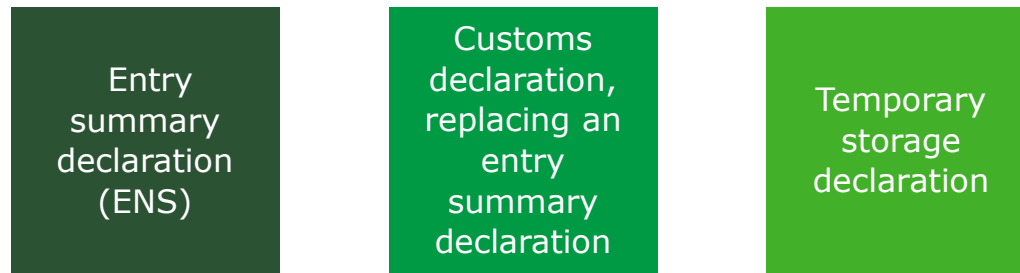 Entry
summary
declaration
(ENS)
Customs
declaration,
replacing an
entry
summary
declaration
Temporary
storage
declaration